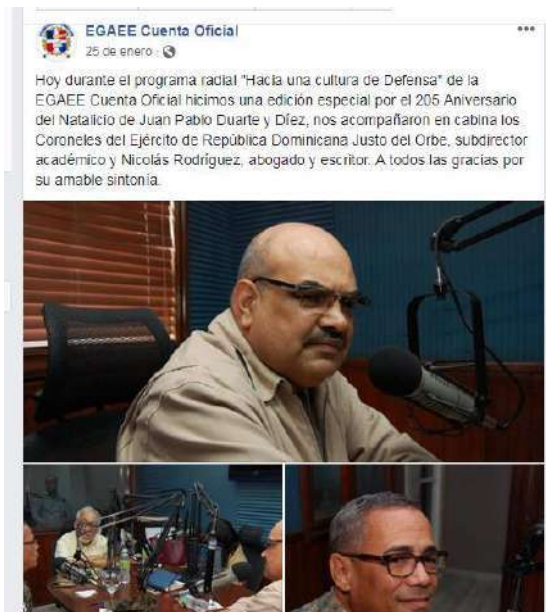 EGAEE Cuenta Oficial
25 de enero ·
Hoy durante el programa radial "Hacia una cultura de Defensa" de la
EGAEE Cuenta Oficial hicimos una edición especial por el 205 Aniversario
del Natalicio de Juan Pablo Duarte y Díez, nos acompañaron en cabina los
Coroneles del Ejército de República Dominicana Justo del Orbe, subdirector
académico y Nicolás Rodríguez, abogado y escritor. A todos las gracias por
su amable sintonía.